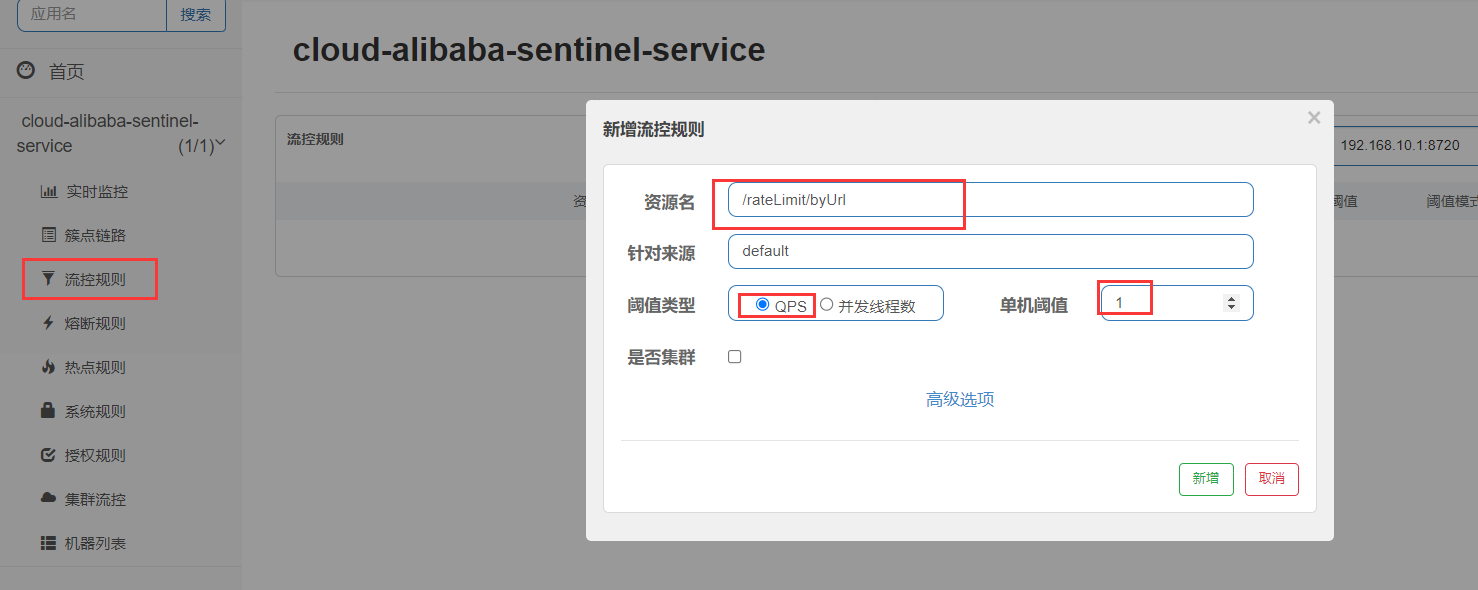 应用名
搜索
首页
cloud-alibaba-sentinel-
service
(1/1)
实时监控
簇点链路
流控规则
熔断规则
热点规则
系统规则
授权规则
集群流控
机器列表
cloud-alibaba-sentinel-service
流控规则
192.168.10.1:8720
资
阈值
阈值模式
新增流控规则
×
资源名
/rateLimit/byUrl
针对来源
default
阈值类型
QPS
并发线程数
单机阈值
1
是否集群
高级选项
新增
取消